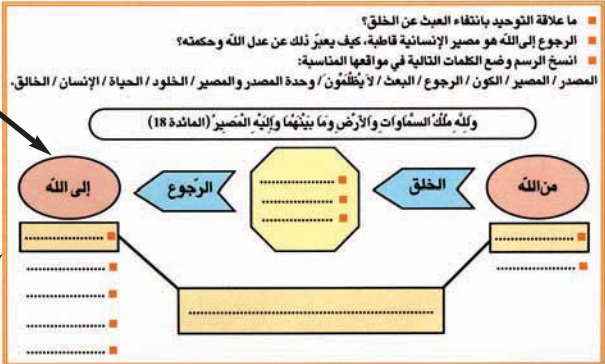 ما علاقة التوحيد بانتفاء العبث عن الخلق؟
الرجوع إلى الله هو مصير الإنسانية قاطبة، كيف يعبّر ذلك عن عدل الله وحكمته؟
انسخ الرسم وضع الكلمات التالية في مواقعها المناسبة:
المصدر / المصير / الكون / الرجوع / البعث / لاَ يُظْلَمُونَ / وحدة المصدر والمصير / الخلود / الحياة / الإنسان / الخالق.
وَلِلَّهِ مُلْكُ السَّمَاوَاتِ وَالْأَرْضِ وَمَا بَيْنَهُمَا وَإِلَيْهِ الْمَصِيرُ (المائدة 18)
من الله
الخلق
الرّجوع
إلى الله